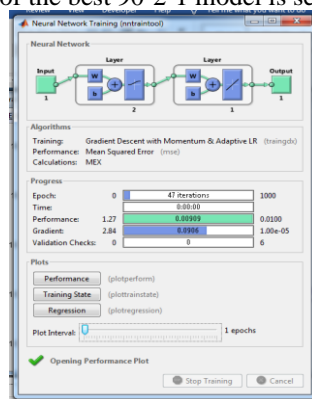 of the best 90-2-1 model is se
Neural Network Training (nntraintool)
Neural Network
Layer Layer
Input Output
W W
b b
1 2 1 1
Algorithms
Training: Gradient Descent with Momentum & Adaptive LR (traingdx)
Performance: Mean Squared Error (mse)
Calculations: MEX
Progress
Epoch: 0 47 iterations 1000
Time: 0:00:00
Performance: 1.27 0.00909 0.0100
Gradient: 2.84 0.0906 1.00e-05
Validation Checks: 0 0 6
Plots
Performance (plotperform)
Training State (plottrainstate)
Regression (plotregression)
Plot Interval: 1 epochs
Opening Performance Plot
Stop Training Cancel